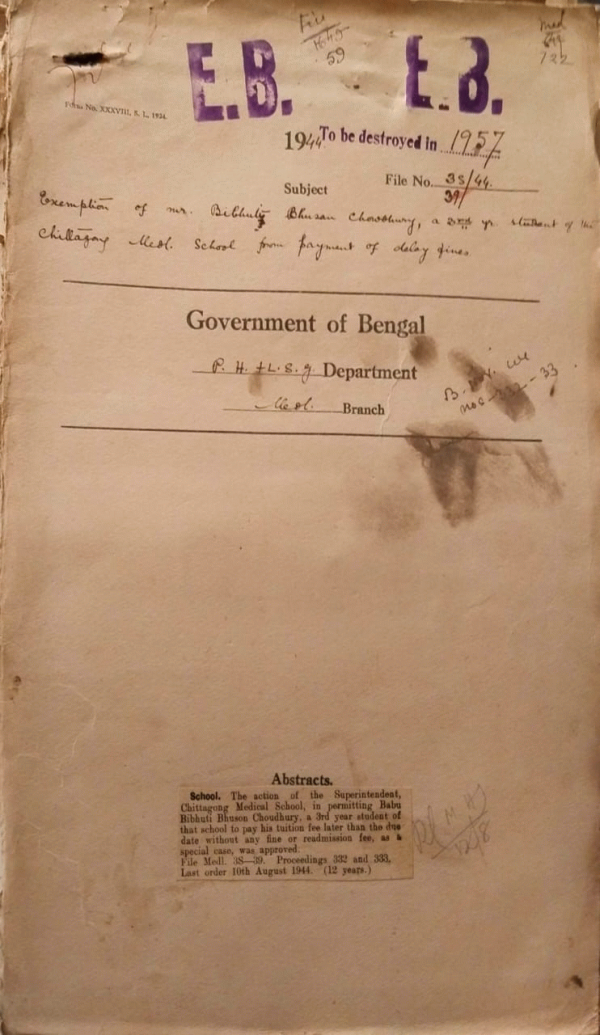 E.B. E.B.
Form No. XXXVIII, S. L., 1934.
1944 To be destroyed in 1957
Subject File No. 3S/44.
39/
Exemption of Mr. Bibhuti Bhusan Chowdhury, a 3rd yr. student of the
Chittagong Medl. School from payment of delay fines
Government of Bengal
P. H. & L. S. G Department
Medl. Branch
Abstracts.
School. The action of the Superintendent,
Chittagong Medical School, in permitting Babu
Bibhuti Bhuson Choudhury, a 3rd year student of
that school to pay his tuition fee later than the due
date without any fine or readmission fee, as a
special case, was approved.
File Medl. 3S—39. Proceedings 332 and 333,
Last order 10th August 1944. (12 years.)